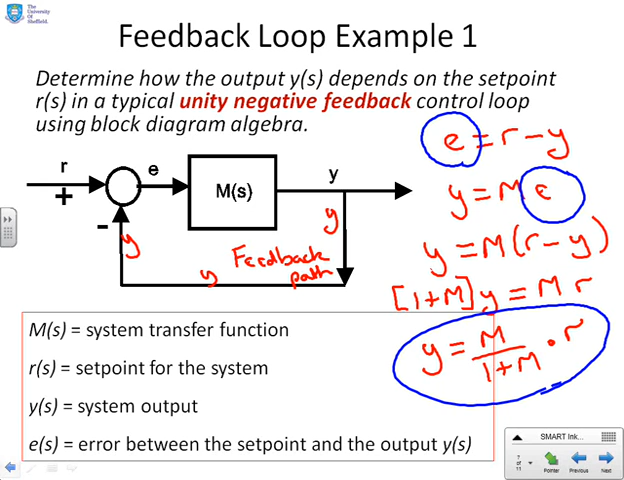 The
University
Of
Sheffield.
Feedback Loop Example 1
Determine how the output y(s) depends on the setpoint
r(s) in a typical unity negative feedback control loop
using block diagram algebra.
r
e
M(s)
y
+
-
y
y
y
Feedback
path
e = r - y
y = M e
y = M(r - y)
[1+M] y = M r
y = M / 1+M . r
M(s) = system transfer function
r(s) = setpoint for the system
y(s) = system output
e(s) = error between the setpoint and the output y(s)
SMART Ink...
7
of
11
Pointer
Previous
Next